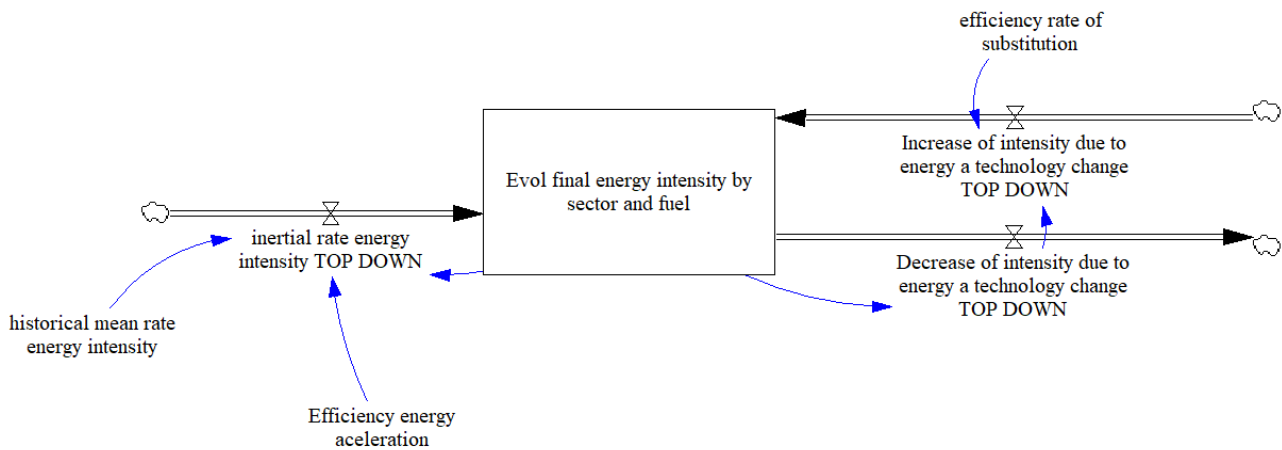 efficiency rate of
substitution
Increase of intensity due to
energy a technology change
TOP DOWN
Evol final energy intensity by
sector and fuel
inertial rate energy
intensity TOP DOWN
Decrease of intensity due to
energy a technology change
TOP DOWN
historical mean rate
energy intensity
Efficiency energy
aceleration